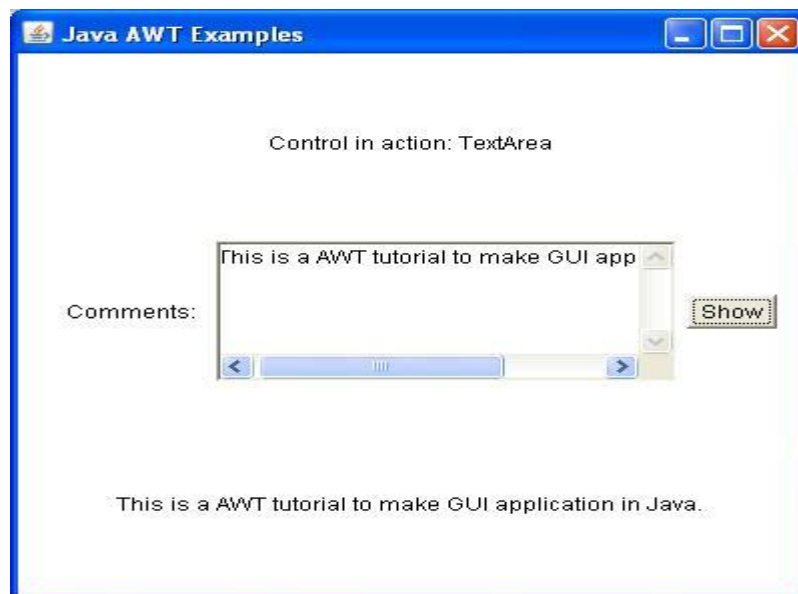 Java AWT Examples
Control in action: TextArea
This is a AWT tutorial to make GUI app
Comments:
Show
This is a AWT tutorial to make GUI application in Java.